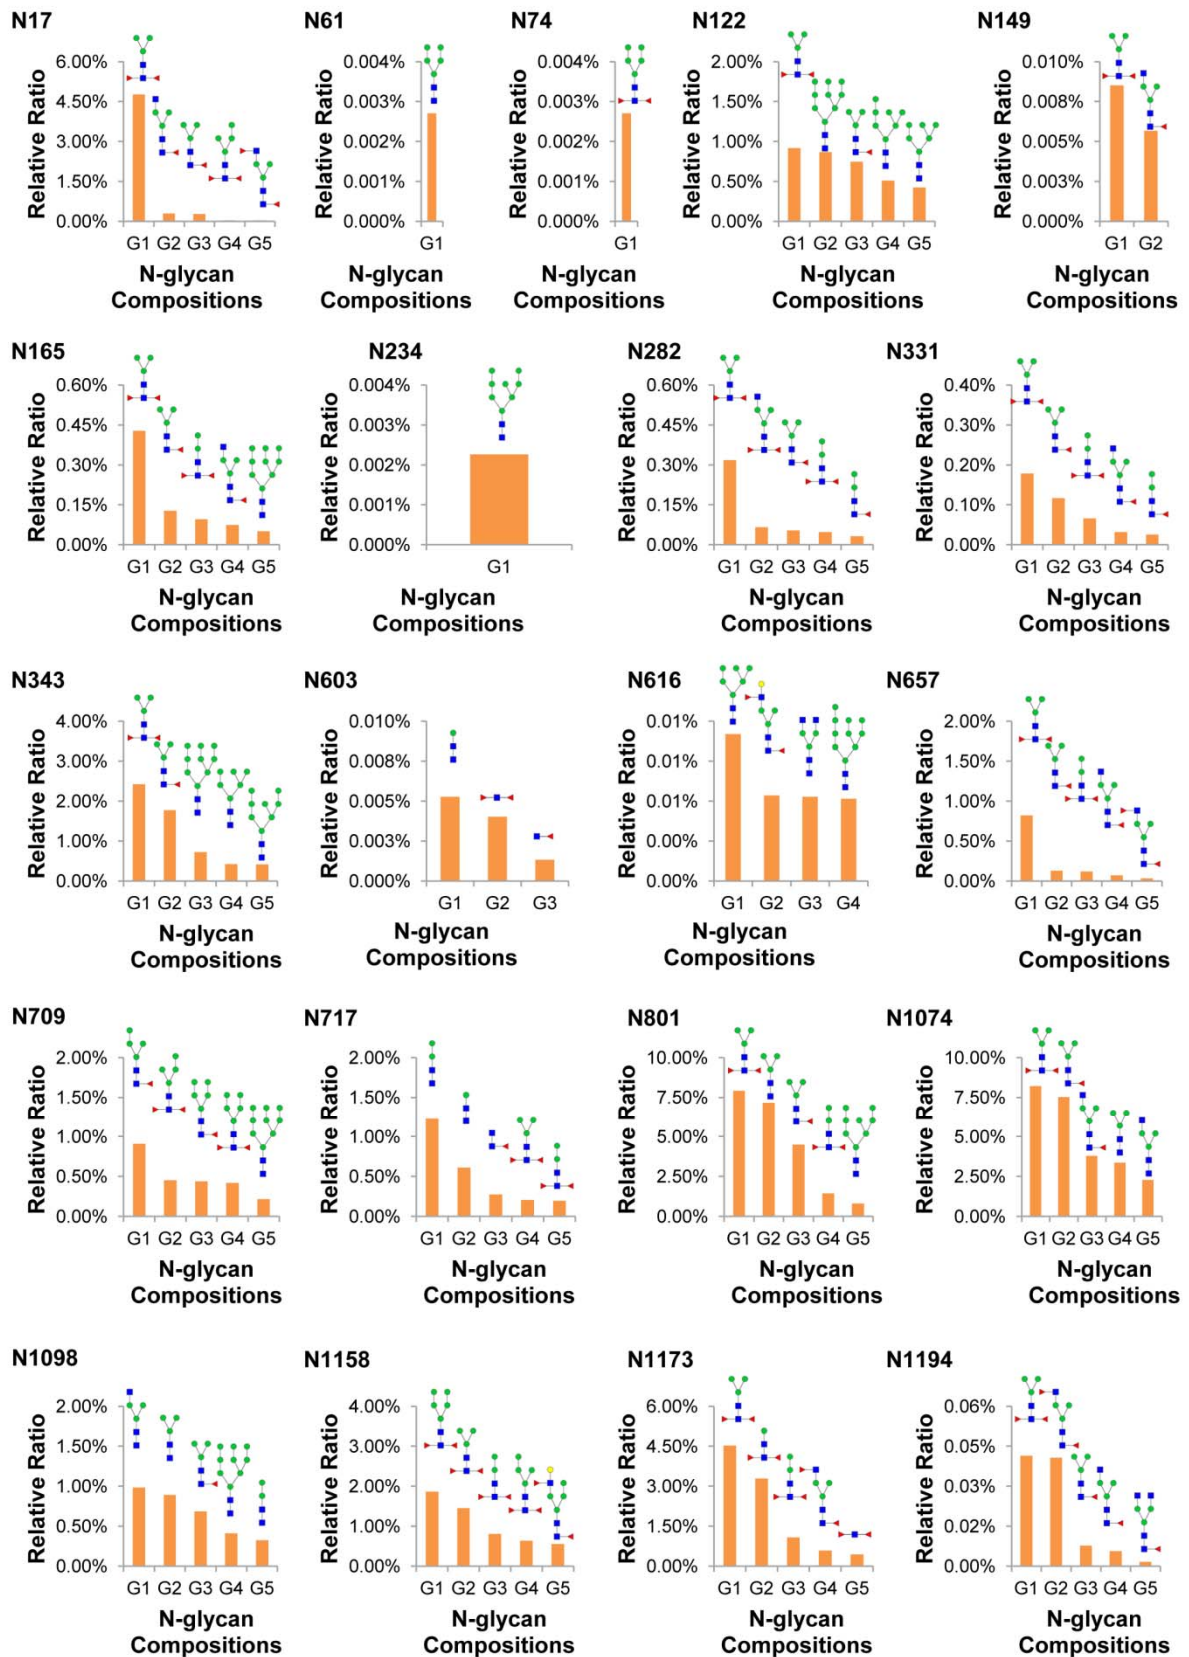 N17
N61
N74
N122
N149
Relative Ratio
6.00%
4.50%
3.00%
1.50%
0.00%
G1 G2 G3 G4 G5
N-glycan
Compositions
Relative Ratio
0.004%
0.003%
0.002%
0.001%
0.000%
G1
N-glycan
Compositions
Relative Ratio
0.004%
0.003%
0.002%
0.001%
0.000%
G1
N-glycan
Compositions
Relative Ratio
2.00%
1.50%
1.00%
0.50%
0.00%
G1 G2 G3 G4 G5
N-glycan
Compositions
Relative Ratio
0.010%
0.008%
0.005%
0.003%
0.000%
G1 G2
N-glycan
Compositions
N165
N234
N282
N331
Relative Ratio
0.60%
0.45%
0.30%
0.15%
0.00%
G1 G2 G3 G4 G5
N-glycan
Compositions
Relative Ratio
0.004%
0.003%
0.002%
0.001%
0.000%
G1
N-glycan
Compositions
Relative Ratio
0.60%
0.45%
0.30%
0.15%
0.00%
G1 G2 G3 G4 G5
N-glycan
Compositions
Relative Ratio
0.40%
0.30%
0.20%
0.10%
0.00%
G1 G2 G3 G4 G5
N-glycan
Compositions
N343
N603
N616
N657
Relative Ratio
4.00%
3.00%
2.00%
1.00%
0.00%
G1 G2 G3 G4 G5
N-glycan
Compositions
Relative Ratio
0.010%
0.008%
0.005%
0.003%
0.000%
G1 G2 G3
N-glycan
Compositions
Relative Ratio
0.01%
0.01%
0.01%
0.00%
0.00%
G1 G2 G3 G4
N-glycan
Compositions
Relative Ratio
2.00%
1.50%
1.00%
0.50%
0.00%
G1 G2 G3 G4 G5
N-glycan
Compositions
N709
N717
N801
N1074
Relative Ratio
2.00%
1.50%
1.00%
0.50%
0.00%
G1 G2 G3 G4 G5
N-glycan
Compositions
Relative Ratio
2.00%
1.50%
1.00%
0.50%
0.00%
G1 G2 G3 G4 G5
N-glycan
Compositions
Relative Ratio
10.00%
7.50%
5.00%
2.50%
0.00%
G1 G2 G3 G4 G5
N-glycan
Compositions
Relative Ratio
10.00%
7.50%
5.00%
2.50%
0.00%
G1 G2 G3 G4 G5
N-glycan
Compositions
N1098
N1158
N1173
N1194
Relative Ratio
2.00%
1.50%
1.00%
0.50%
0.00%
G1 G2 G3 G4 G5
N-glycan
Compositions
Relative Ratio
4.00%
3.00%
2.00%
1.00%
0.00%
G1 G2 G3 G4 G5
N-glycan
Compositions
Relative Ratio
6.00%
4.50%
3.00%
1.50%
0.00%
G1 G2 G3 G4 G5
N-glycan
Compositions
Relative Ratio
0.06%
0.05%
0.03%
0.02%
0.00%
G1 G2 G3 G4 G5
N-glycan
Compositions